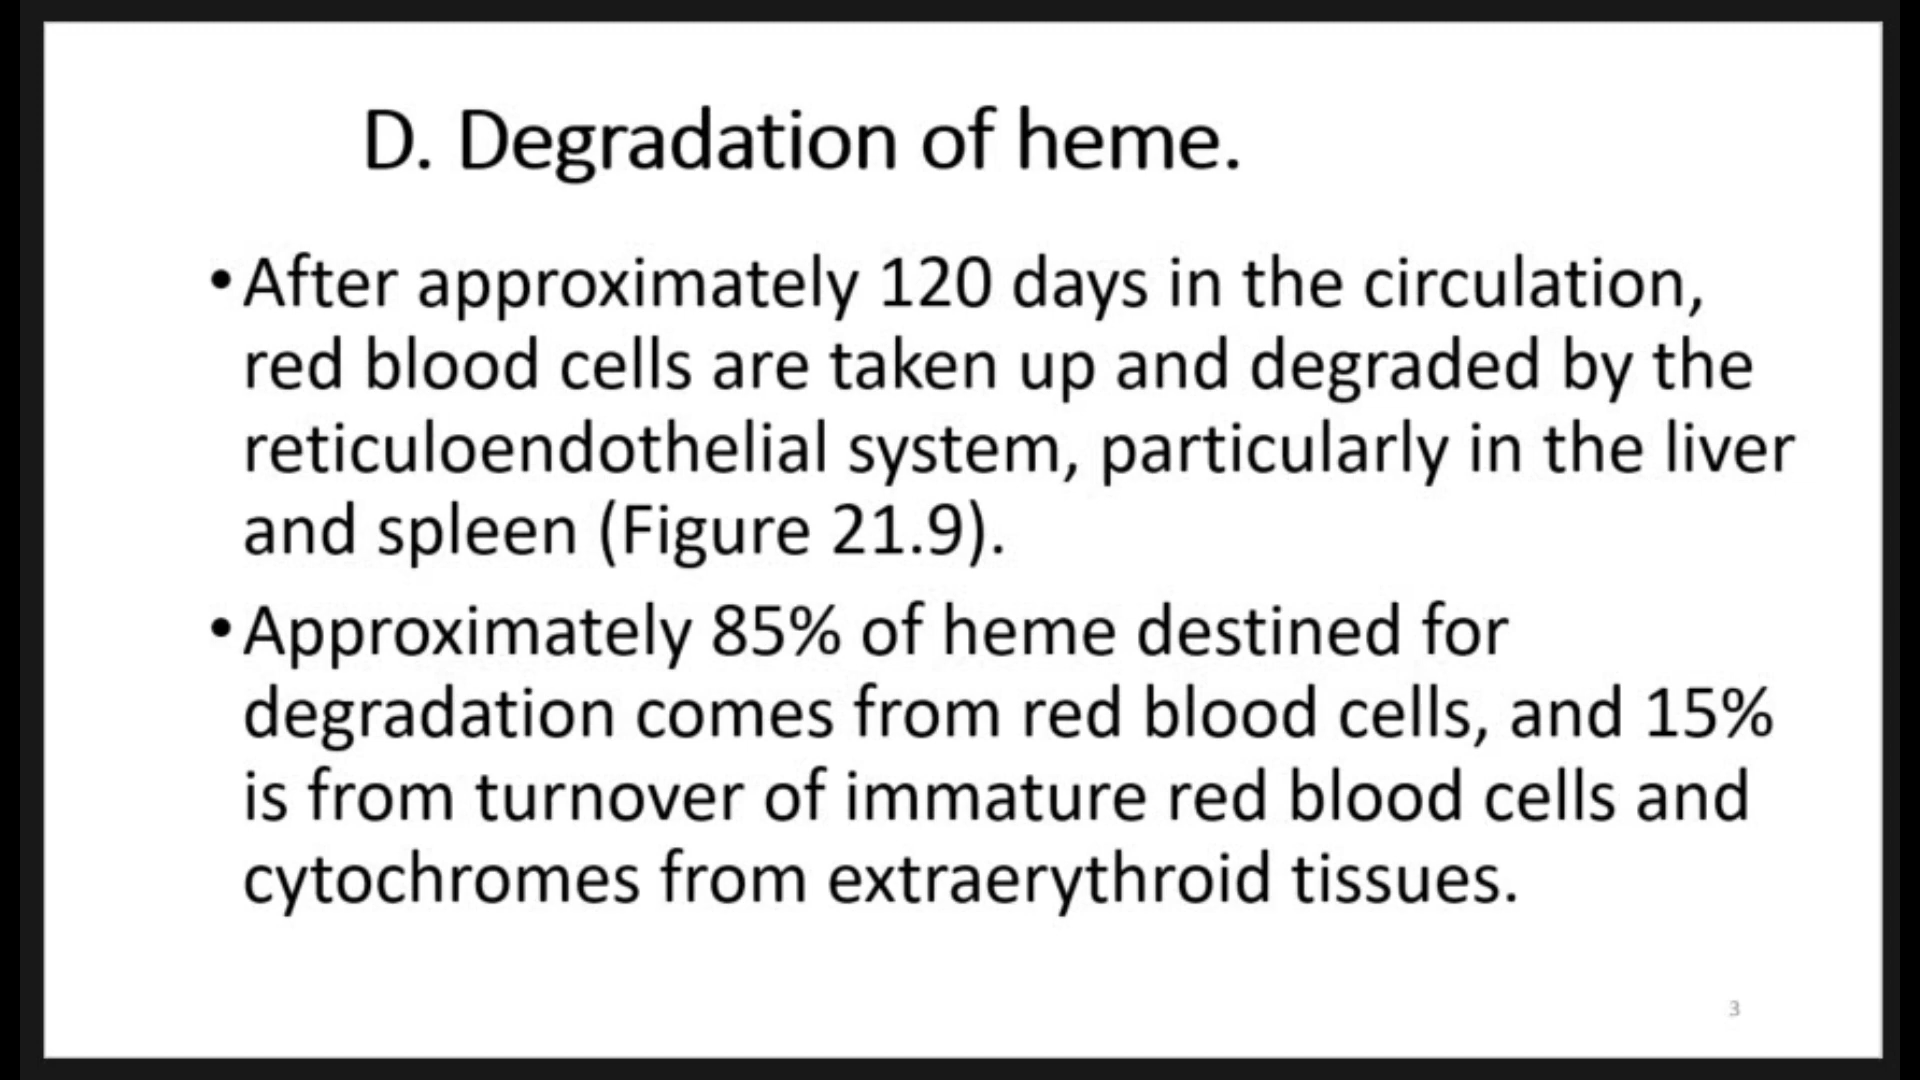 D. Degradation of heme.
•After approximately 120 days in the circulation,
red blood cells are taken up and degraded by the
reticuloendothelial system, particularly in the liver
and spleen (Figure 21.9).
•Approximately 85% of heme destined for
degradation comes from red blood cells, and 15%
is from turnover of immature red blood cells and
cytochromes from extraerythroid tissues.
3